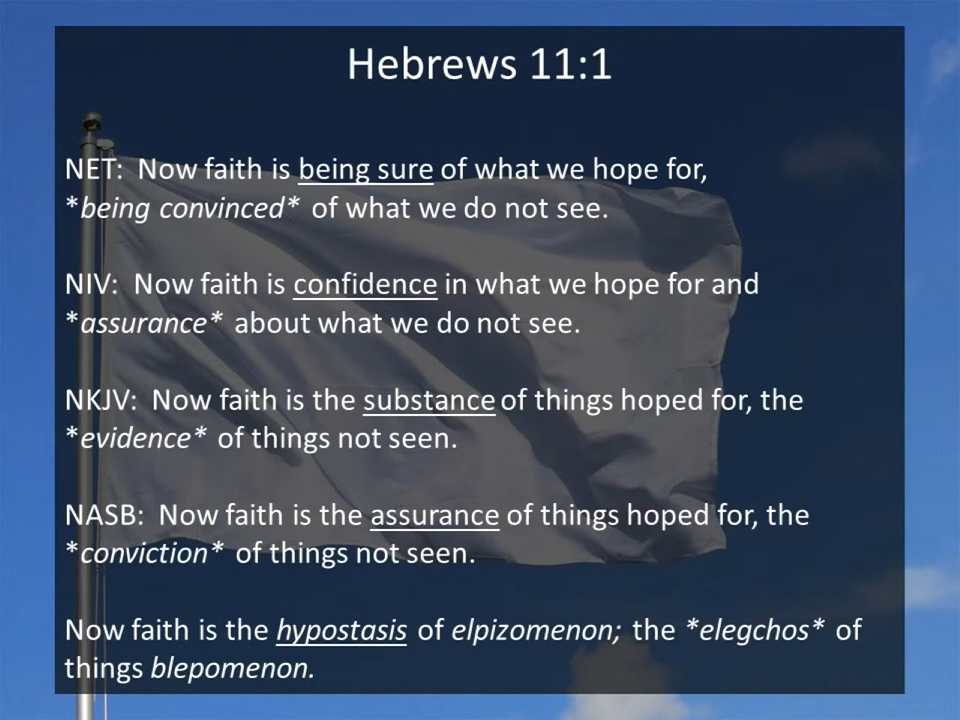 Hebrews 11:1
NET:  Now faith is being sure of what we hope for,
*being convinced*  of what we do not see.
NIV:  Now faith is confidence in what we hope for and
*assurance*  about what we do not see.
NKJV:  Now faith is the substance of things hoped for, the
*evidence*  of things not seen.
NASB:  Now faith is the assurance of things hoped for, the
*conviction*  of things not seen.
Now faith is the hypostasis of elpizomenon; the *elegchos* of
things blepomenon.